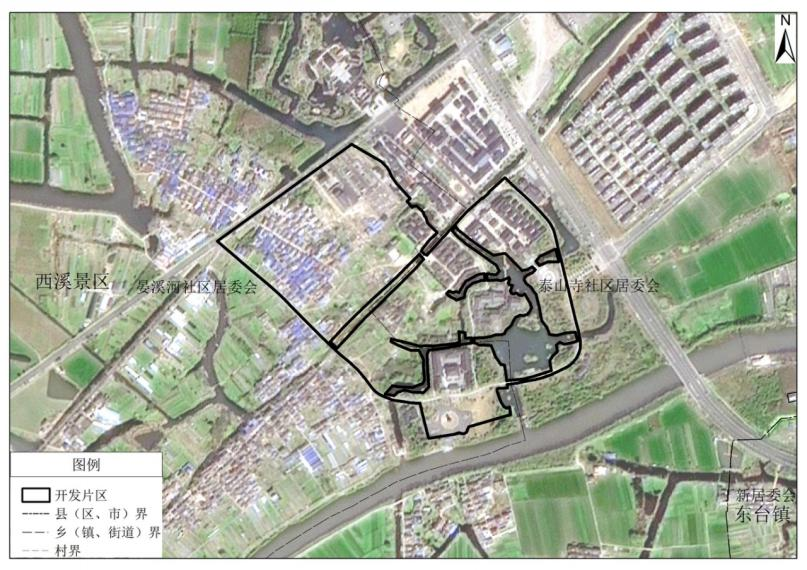 N
西溪景区
晏溪河社区居委会
泰山寺社区居委会
图例
开发片区
县（区、市）界
乡（镇、街道）界
村界
新居委会
东台镇